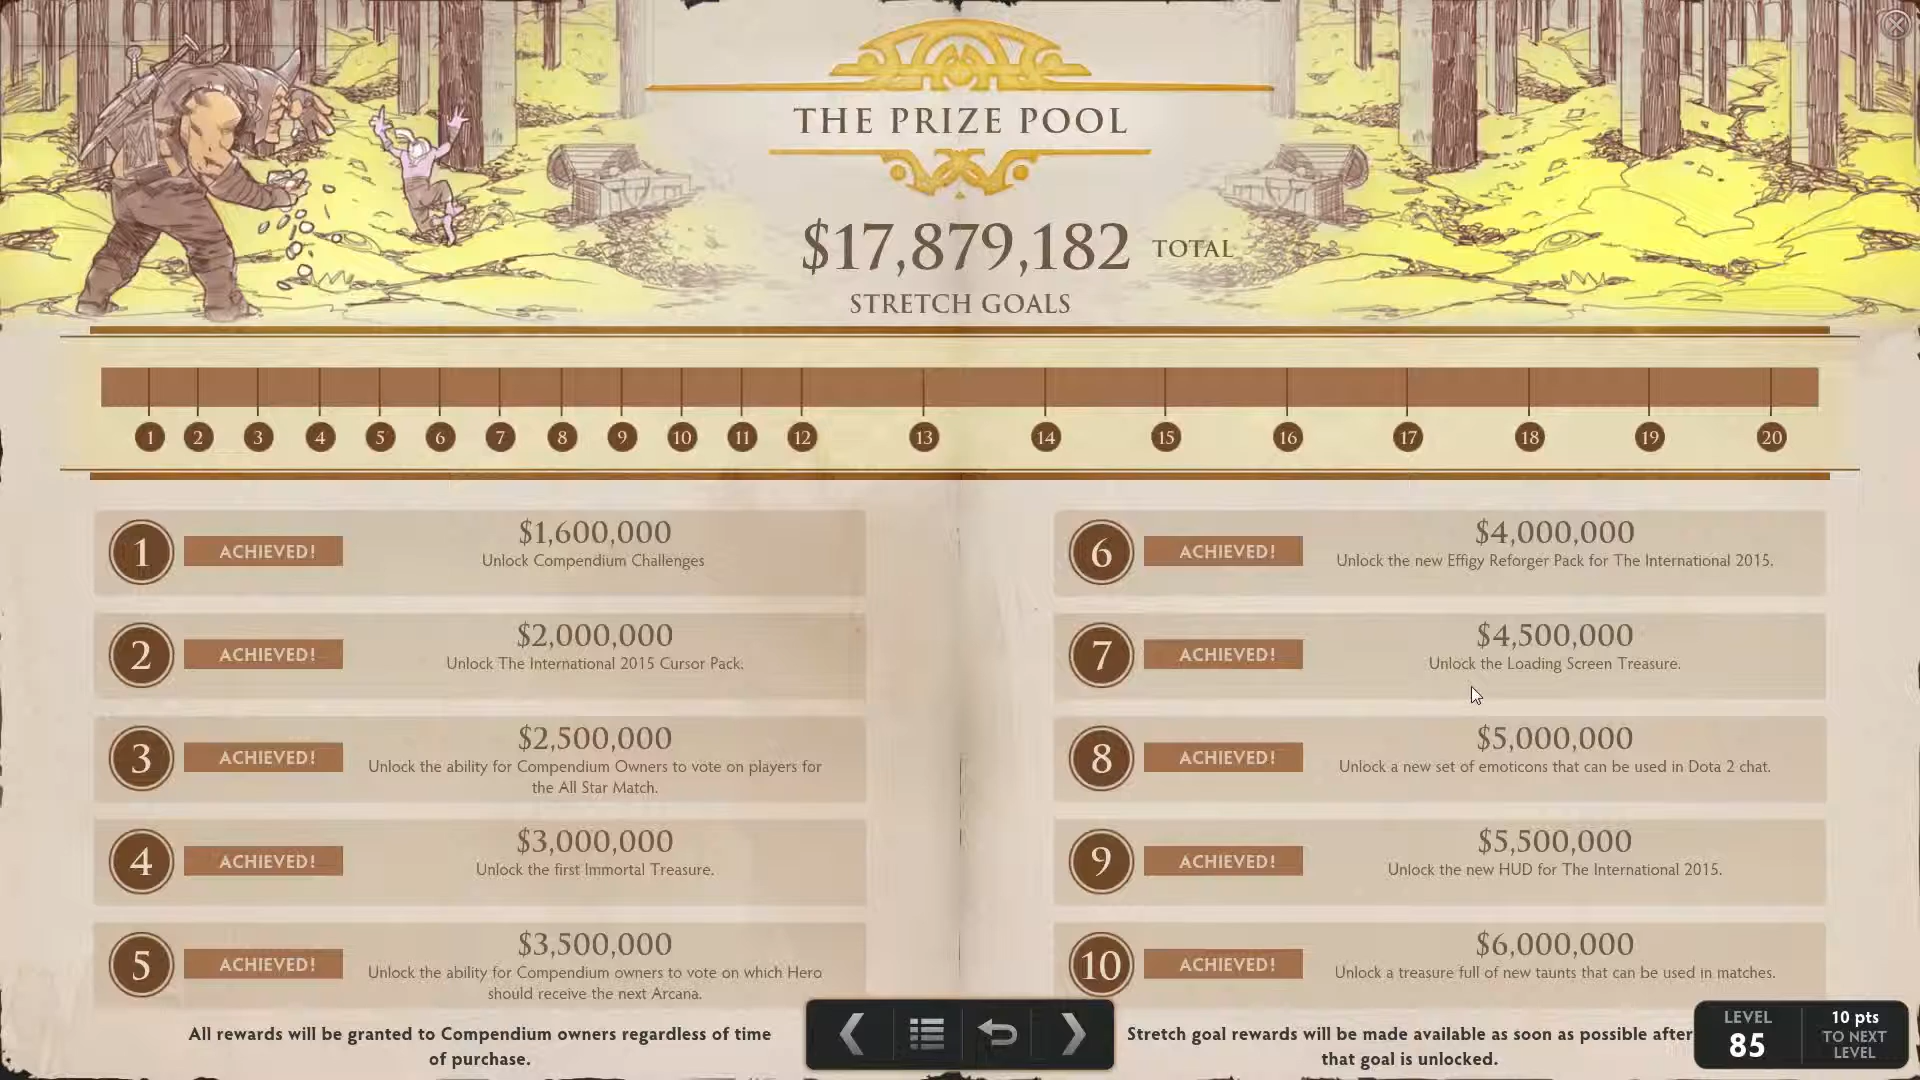 THE PRIZE POOL
$17,879,182 TOTAL
STRETCH GOALS
1 2 3 4 5 6 7 8 9 10 11 12 13 14 15 16 17 18 19 20
1 ACHIEVED! $1,600,000
Unlock Compendium Challenges
2 ACHIEVED! $2,000,000
Unlock The International 2015 Cursor Pack.
3 ACHIEVED! $2,500,000
Unlock the ability for Compendium Owners to vote on players for
the All Star Match.
4 ACHIEVED! $3,000,000
Unlock the first Immortal Treasure.
5 ACHIEVED! $3,500,000
Unlock the ability for Compendium owners to vote on which Hero
should receive the next Arcana.
6 ACHIEVED! $4,000,000
Unlock the new Effigy Reforger Pack for The International 2015.
7 ACHIEVED! $4,500,000
Unlock the Loading Screen Treasure.
8 ACHIEVED! $5,000,000
Unlock a new set of emoticons that can be used in Dota 2 chat.
9 ACHIEVED! $5,500,000
Unlock the new HUD for The International 2015.
10 ACHIEVED! $6,000,000
Unlock a treasure full of new taunts that can be used in matches.
All rewards will be granted to Compendium owners regardless of time
of purchase.
Stretch goal rewards will be made available as soon as possible after
that goal is unlocked.
LEVEL
85
10 pts
TO NEXT
LEVEL